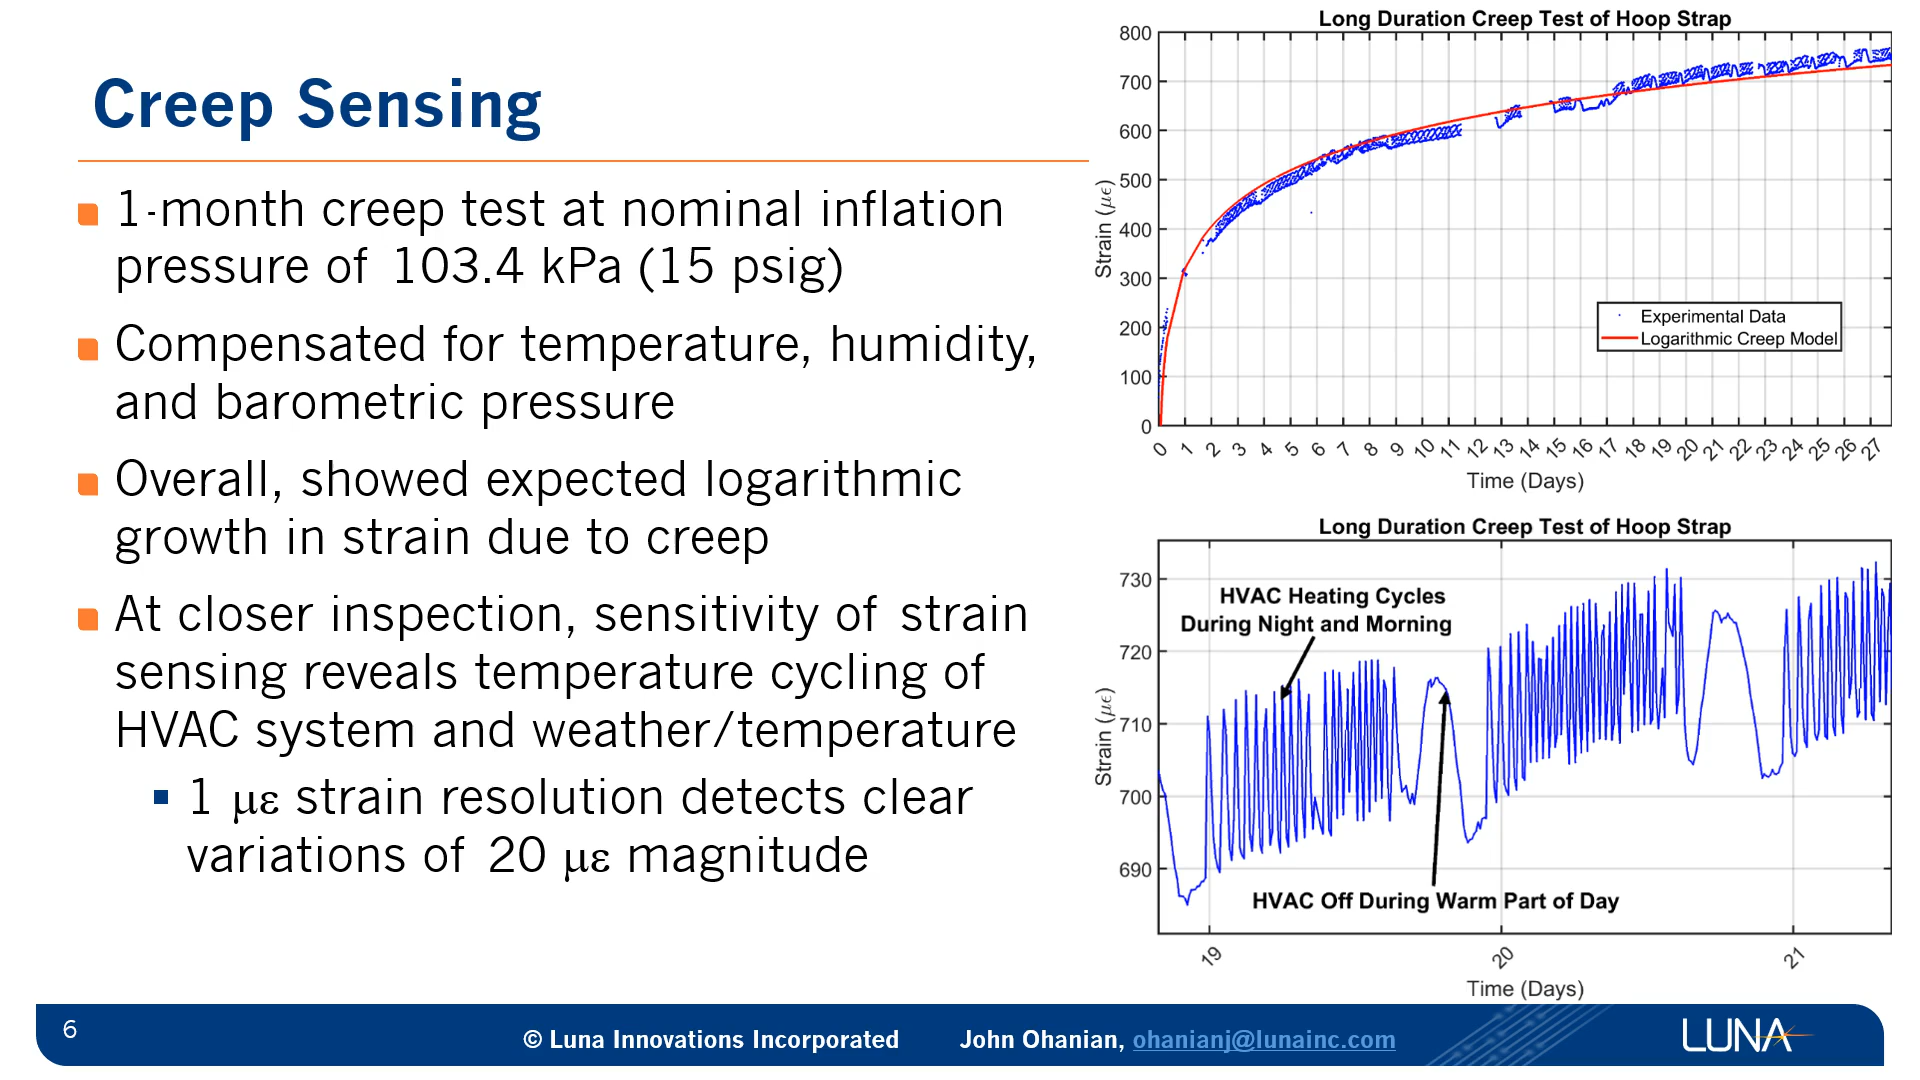 Creep Sensing
1-month creep test at nominal inflation
pressure of 103.4 kPa (15 psig)
Compensated for temperature, humidity,
and barometric pressure
Overall, showed expected logarithmic
growth in strain due to creep
At closer inspection, sensitivity of strain
sensing reveals temperature cycling of
HVAC system and weather/temperature
1 με strain resolution detects clear
variations of 20 με magnitude
Long Duration Creep Test of Hoop Strap
800
700
600
500
400
300
200
100
0
Strain (με)
Experimental Data
Logarithmic Creep Model
0 1 2 3 4 5 6 7 8 9 10 11 12 13 14 15 16 17 18 19 20 21 22 23 24 25 26 27
Time (Days)
Long Duration Creep Test of Hoop Strap
730
720
710
700
690
Strain (με)
HVAC Heating Cycles
During Night and Morning
HVAC Off During Warm Part of Day
19 20 21
Time (Days)
6
© Luna Innovations Incorporated John Ohanian, ohanianj@lunainc.com
LUNA